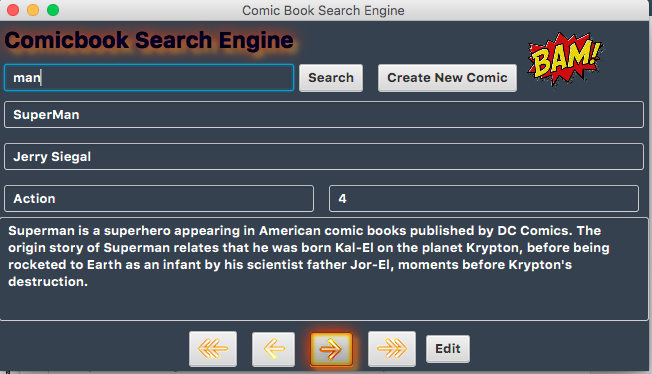 Comic Book Search Engine
Comicbook Search Engine
BAM!
man
Search
Create New Comic
SuperMan
Jerry Siegal
Action
4
Superman is a superhero appearing in American comic books published by DC Comics. The
origin story of Superman relates that he was born Kal-El on the planet Krypton, before being
rocketed to Earth as an infant by his scientist father Jor-El, moments before Krypton's
destruction.
Edit